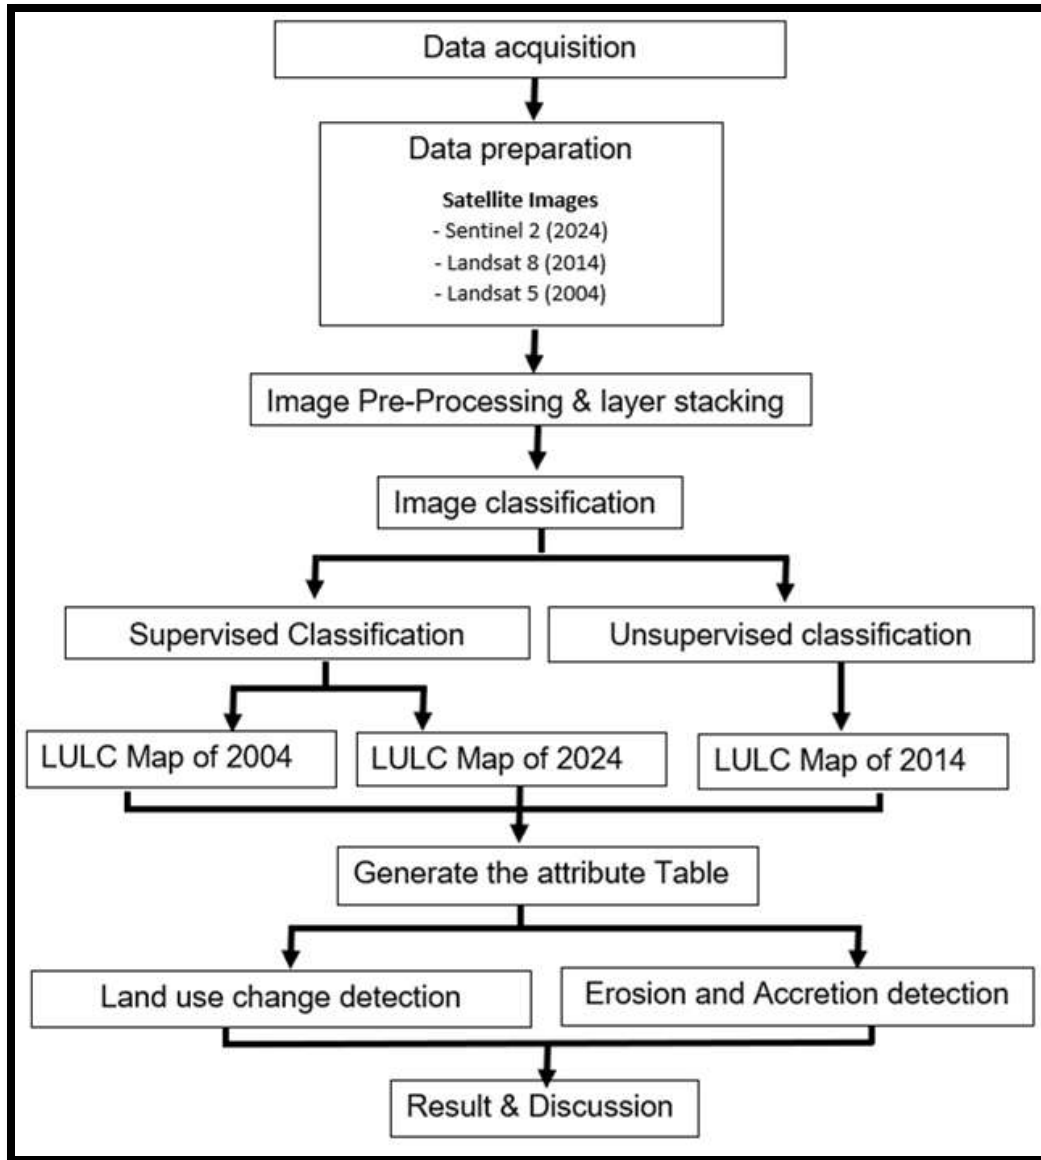 Data acquisition
Data preparation
Satellite Images
- Sentinel 2 (2024)
- Landsat 8 (2014)
- Landsat 5 (2004)
Image Pre-Processing & layer stacking
Image classification
Supervised Classification
Unsupervised classification
LULC Map of 2004
LULC Map of 2024
LULC Map of 2014
Generate the attribute Table
Land use change detection
Erosion and Accretion detection
Result & Discussion